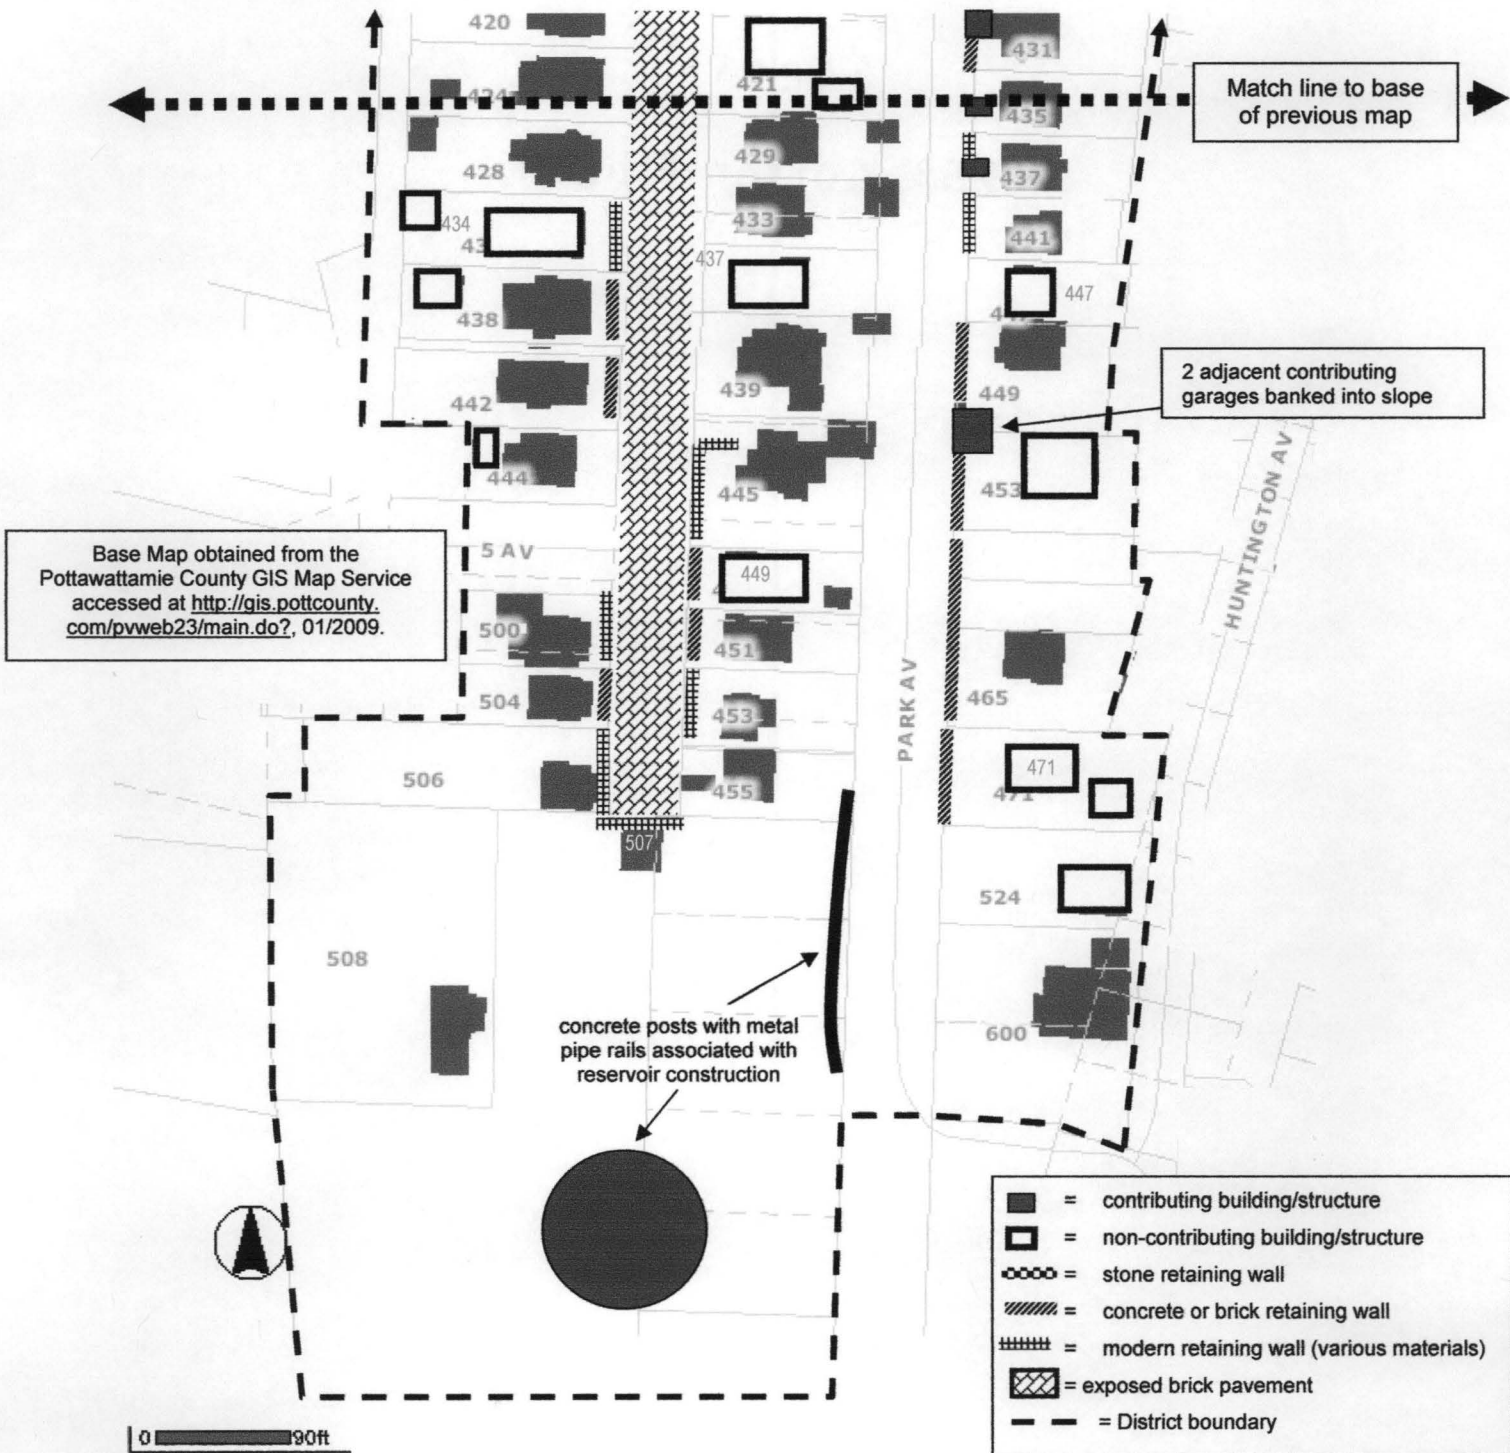 420
431
421
424
Match line to base
of previous map
435
429
428
437
433
434
441
437
447
438
449
439
2 adjacent contributing
garages banked into slope
442
444
445
453
HUNTINGTON AV
Base Map obtained from the
Pottawattamie County GIS Map Service
accessed at http://gis.pottcounty.
com/pvweb23/main.do?, 01/2009.
5 AV
449
500
451
PARK AV
465
504
453
506
455
471
471
507
524
508
concrete posts with metal
pipe rails associated with
reservoir construction
600
= contributing building/structure
= non-contributing building/structure
= stone retaining wall
= concrete or brick retaining wall
= modern retaining wall (various materials)
= exposed brick pavement
= District boundary
0 90ft